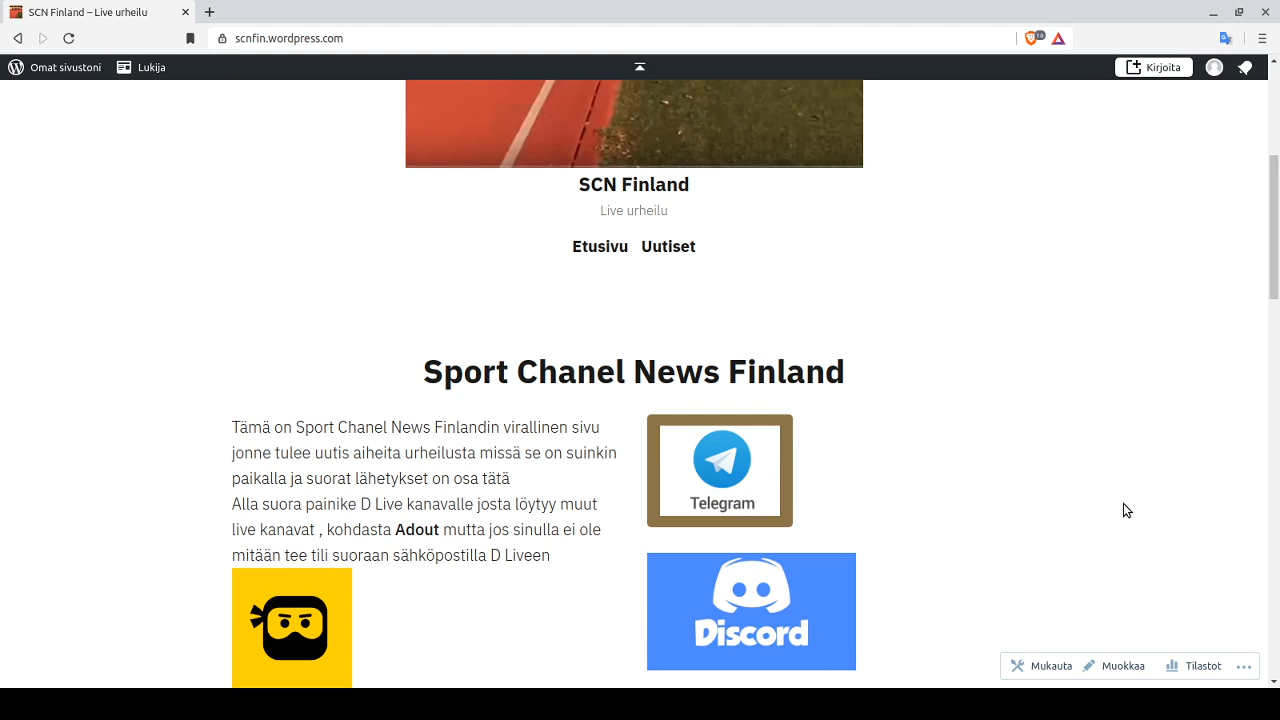 SCN Finland – Live urheilu
scnfin.wordpress.com
16
Omat sivustoni
Lukija
Kirjoita
SCN Finland
Live urheilu
Etusivu Uutiset
Sport Chanel News Finland
Tämä on Sport Chanel News Finlandin virallinen sivu
jonne tulee uutis aiheita urheilusta missä se on suinkin
paikalla ja suorat lähetykset on osa tätä
Alla suora painike D Live kanavalle josta löytyy muut
live kanavat , kohdasta Adout mutta jos sinulla ei ole
mitään tee tili suoraan sähköpostilla D Liveen
Telegram
Discord
Mukauta
Muokkaa
Tilastot